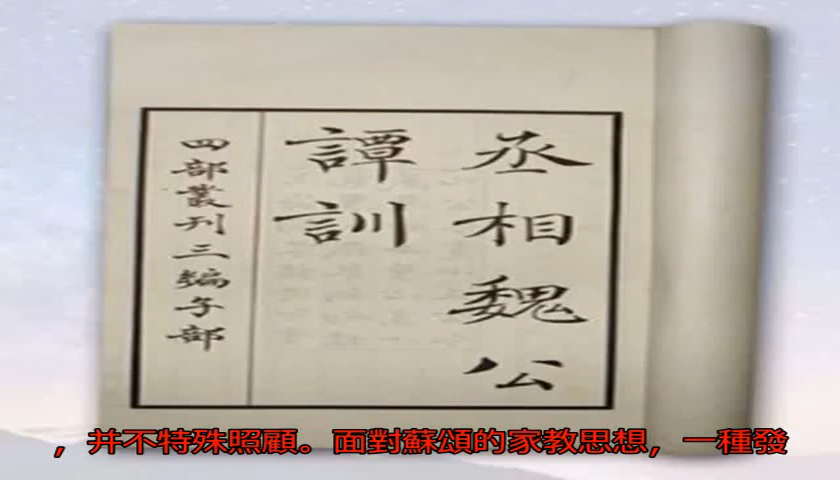 丞相魏公
譚訓
四部叢刊三編子部
，并不特殊照顧。面對蘇頌的家教思想，一種發